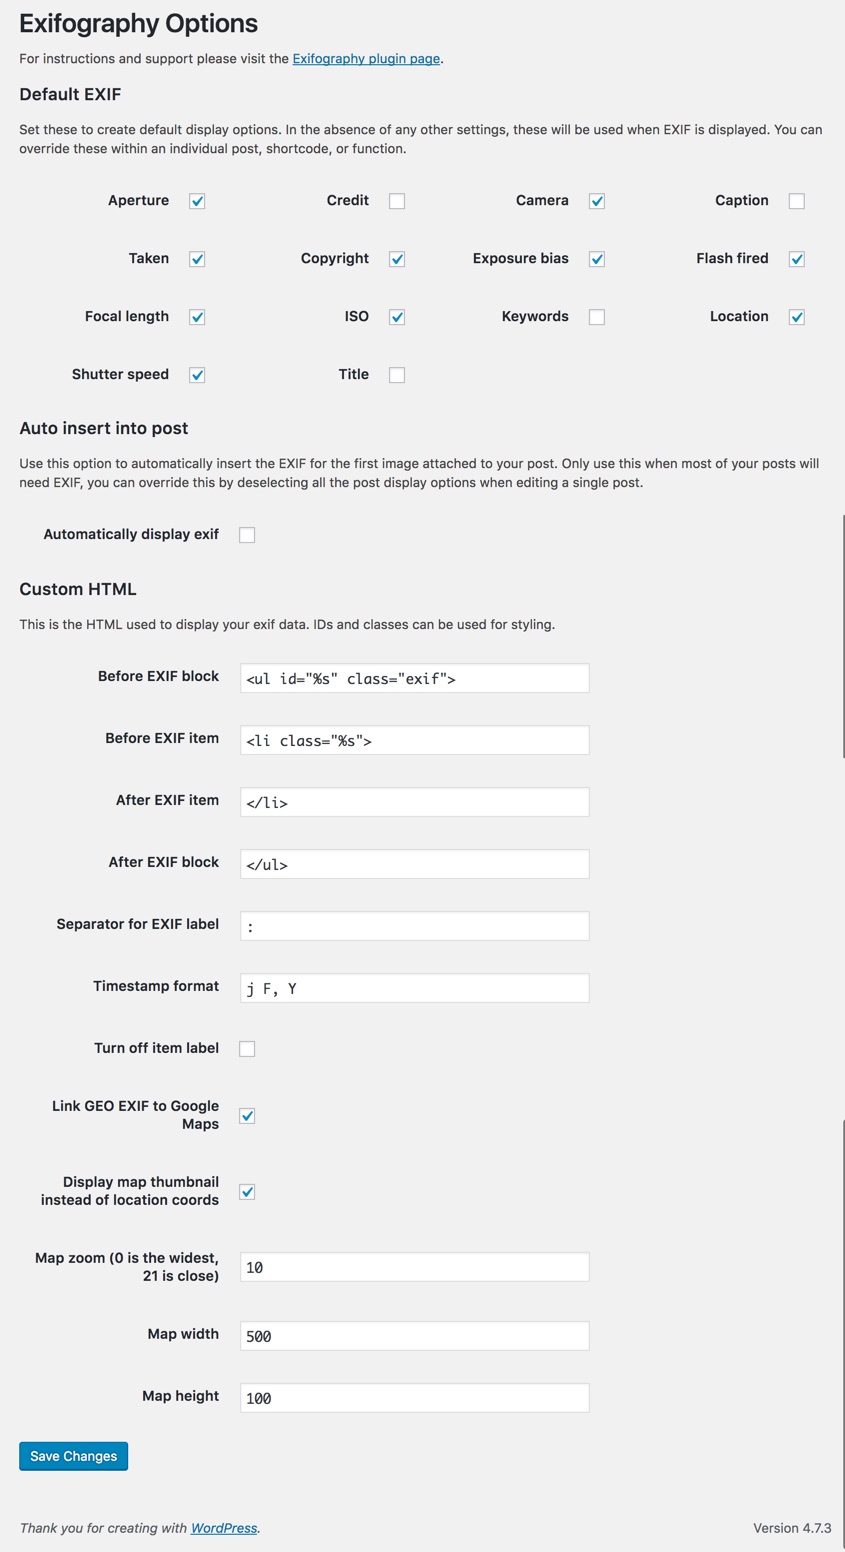 Exifography Options
For instructions and support please visit the Exifography plugin page.
Default EXIF
Set these to create default display options. In the absence of any other settings, these will be used when EXIF is displayed. You can
override these within an individual post, shortcode, or function.
Aperture Credit Camera Caption
Taken Copyright Exposure bias Flash fired
Focal length ISO Keywords Location
Shutter speed Title
Auto insert into post
Use this option to automatically insert the EXIF for the first image attached to your post. Only use this when most of your posts will
need EXIF, you can override this by deselecting all the post display options when editing a single post.
Automatically display exif
Custom HTML
This is the HTML used to display your exif data. IDs and classes can be used for styling.
Before EXIF block <ul id="%s" class="exif">
Before EXIF item <li class="%s">
After EXIF item </li>
After EXIF block </ul>
Separator for EXIF label :
Timestamp format j F, Y
Turn off item label
Link GEO EXIF to Google
Maps
Display map thumbnail
instead of location coords
Map zoom (0 is the widest,
21 is close) 10
Map width 500
Map height 100
Save Changes
Thank you for creating with WordPress. Version 4.7.3